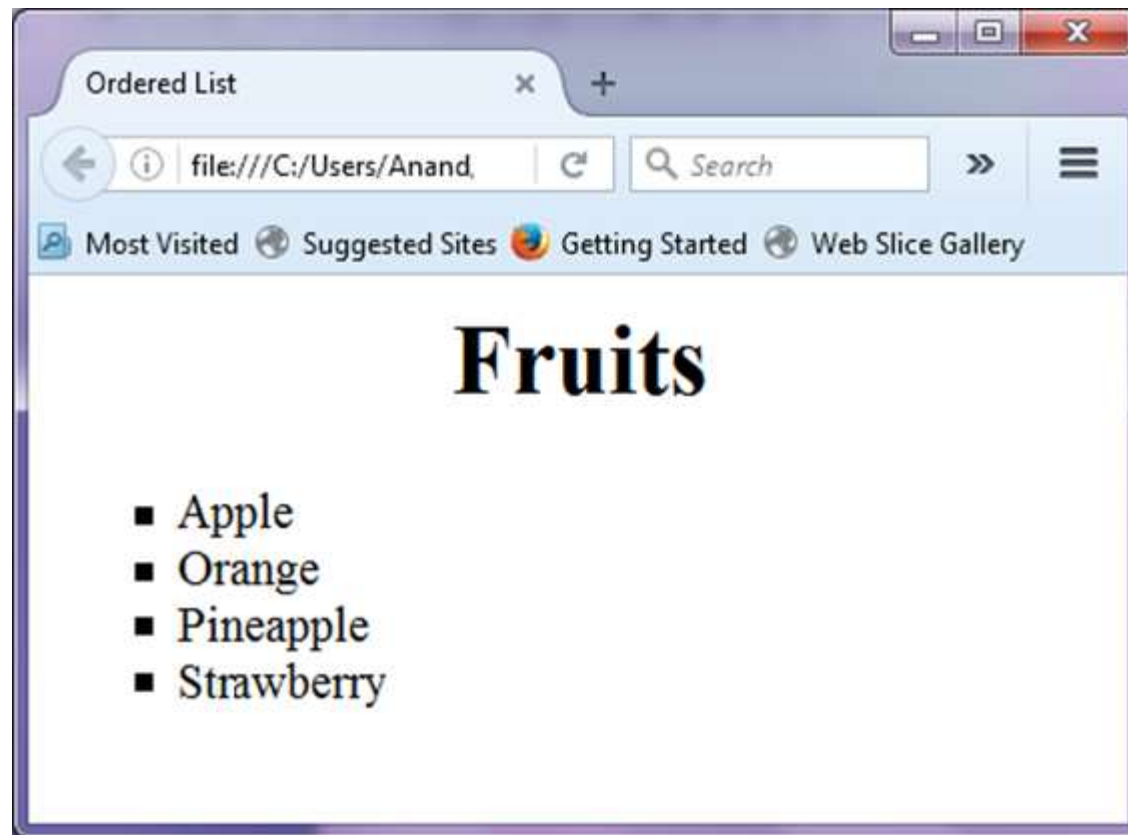 Ordered List
file:///C:/Users/Anand,
Search
Most Visited Suggested Sites Getting Started Web Slice Gallery
Fruits
Apple
Orange
Pineapple
Strawberry